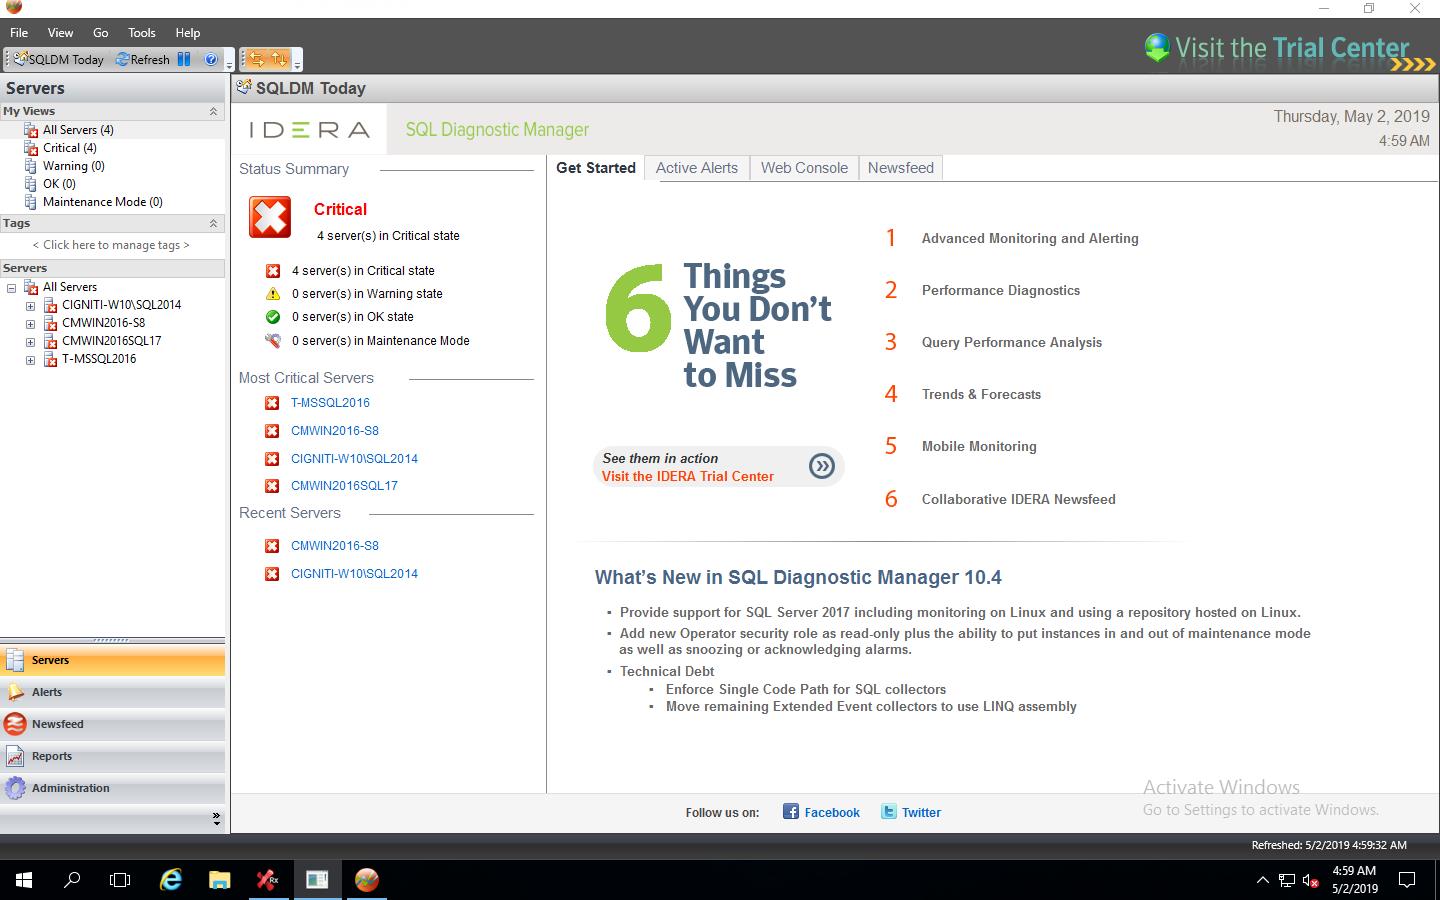 File View Go Tools Help
SQLDM Today Refresh
Visit the Trial Center
Servers
My Views
All Servers (4)
Critical (4)
Warning (0)
OK (0)
Maintenance Mode (0)
Tags
< Click here to manage tags >
Servers
All Servers
CIGNITI-W10\SQL2014
CMWIN2016-S8
CMWIN2016SQL17
T-MSSQL2016
Servers
Alerts
Newsfeed
Reports
Administration
SQLDM Today
IDERA SQL Diagnostic Manager
Thursday, May 2, 2019
4:59 AM
Status Summary
Critical
4 server(s) in Critical state
4 server(s) in Critical state
0 server(s) in Warning state
0 server(s) in OK state
0 server(s) in Maintenance Mode
Most Critical Servers
T-MSSQL2016
CMWIN2016-S8
CIGNITI-W10\SQL2014
CMWIN2016SQL17
Recent Servers
CMWIN2016-S8
CIGNITI-W10\SQL2014
Get Started Active Alerts Web Console Newsfeed
6 Things
You Don't
Want
to Miss
See them in action
Visit the IDERA Trial Center
1 Advanced Monitoring and Alerting
2 Performance Diagnostics
3 Query Performance Analysis
4 Trends & Forecasts
5 Mobile Monitoring
6 Collaborative IDERA Newsfeed
What's New in SQL Diagnostic Manager 10.4
▪ Provide support for SQL Server 2017 including monitoring on Linux and using a repository hosted on Linux.
▪ Add new Operator security role as read-only plus the ability to put instances in and out of maintenance mode
as well as snoozing or acknowledging alarms.
▪ Technical Debt
▪ Enforce Single Code Path for SQL collectors
▪ Move remaining Extended Event collectors to use LINQ assembly
Activate Windows
Go to Settings to activate Windows.
Follow us on: Facebook Twitter
Refreshed: 5/2/2019 4:59:32 AM
4:59 AM
5/2/2019